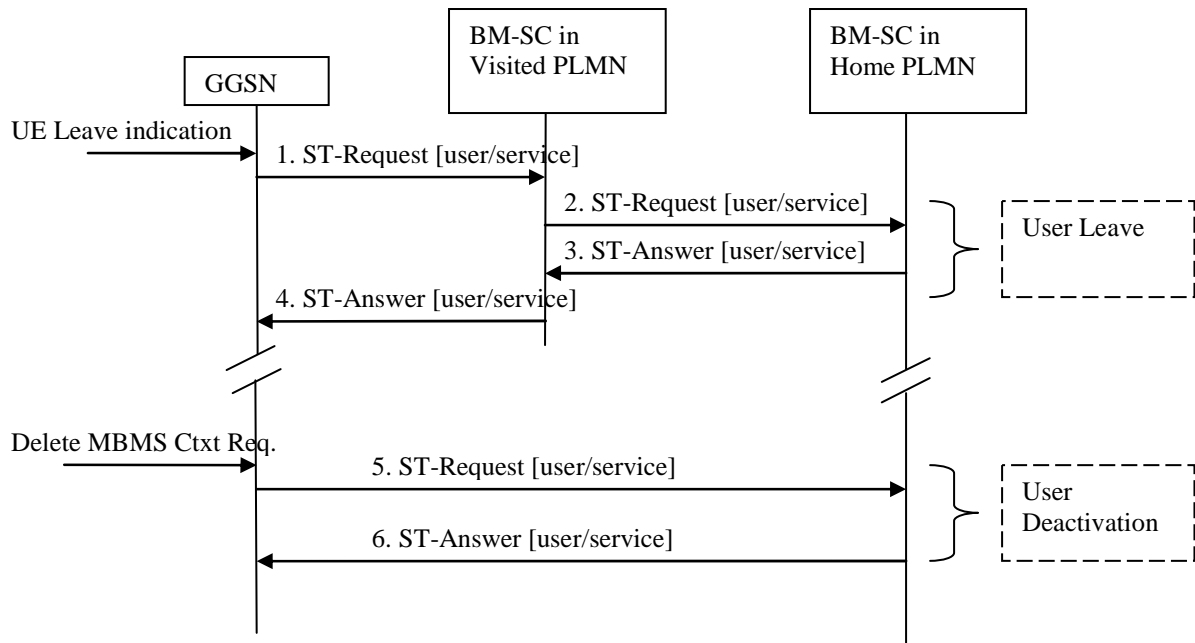 BM-SC in
Visited PLMN
BM-SC in
Home PLMN
GGSN
UE Leave indication
1. ST-Request [user/service]
2. ST-Request [user/service]
3. ST-Answer [user/service]
4. ST-Answer [user/service]
User Leave
Delete MBMS Ctxt Req.
5. ST-Request [user/service]
6. ST-Answer [user/service]
User
Deactivation